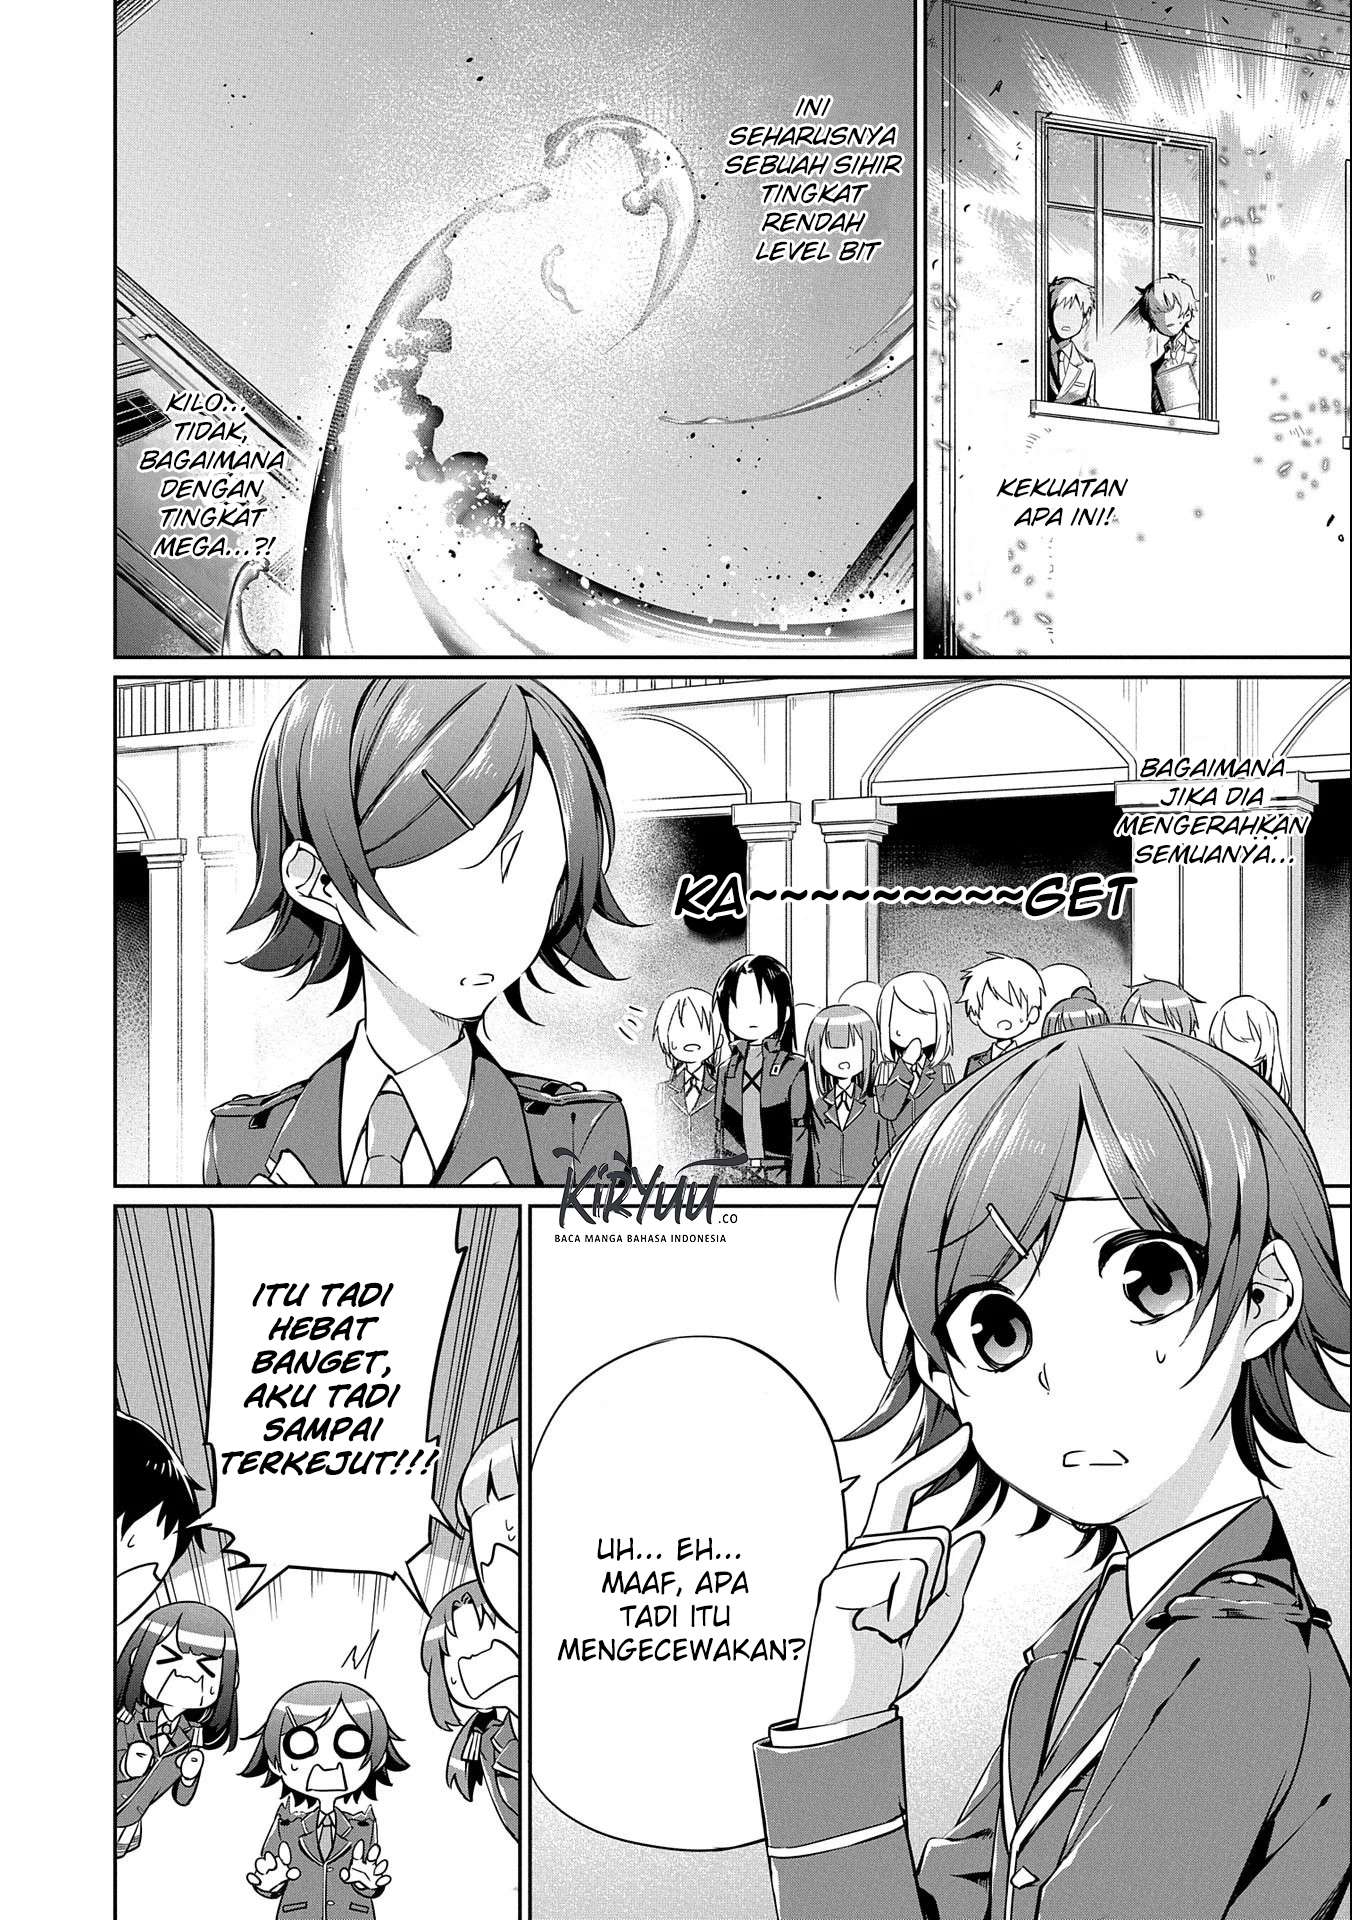 KEKUATAN
APA INI!
INI
SEHARUSNYA
SEBUAH SIHIR
TINGKAT
RENDAH
LEVEL BIT
KILO...
TIDAK,
BAGAIMANA
DENGAN
TINGKAT
MEGA...?!
BAGAIMANA
JIKA DIA
MENGERAHKAN
SEMUANYA...
KA~~~~~~~~~~GET
KIRYUU.CO
BACA MANGA BAHASA INDONESIA
UH... EH...
MAAF, APA
TADI ITU
MENGECEWAKAN?
ITU TADI
HEBAT
BANGET,
AKU TADI
SAMPAI
TERKEJUT!!!